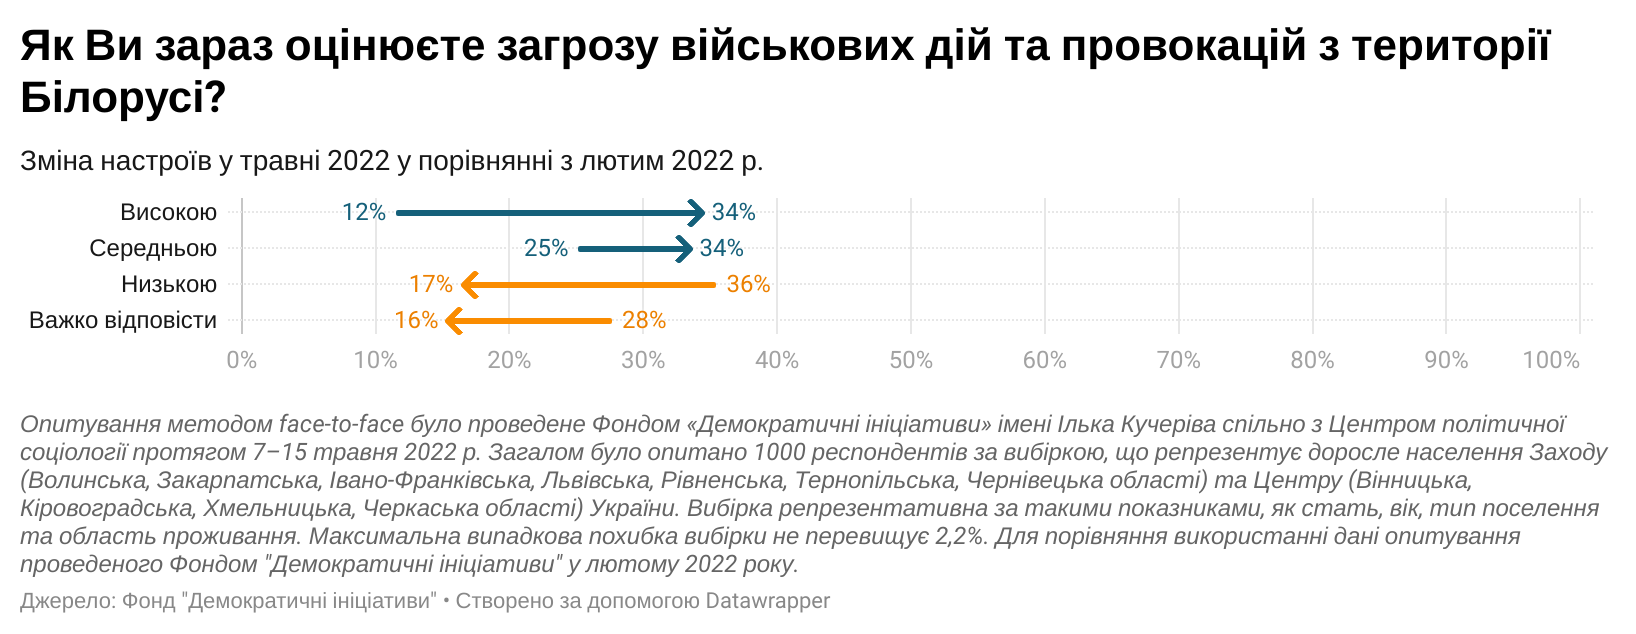 Як Ви зараз оцінюєте загрозу військових дій та провокацій з території
Білорусі?
Зміна настроїв у травні 2022 у порівнянні з лютим 2022 р.
Високою 12% 34%
Середньою 25% 34%
Низькою 17% 36%
Важко відповісти 16% 28%
0% 10% 20% 30% 40% 50% 60% 70% 80% 90% 100%
Опитування методом face-to-face було проведене Фондом «Демократичні ініціативи» імені Ілька Кучеріва спільно з Центром політичної
соціології протягом 7–15 травня 2022 р. Загалом було опитано 1000 респондентів за вибіркою, що репрезентує доросле населення Заходу
(Волинська, Закарпатська, Івано-Франківська, Львівська, Рівненська, Тернопільська, Чернівецька області) та Центру (Вінницька,
Кіровоградська, Хмельницька, Черкаська області) України. Вибірка репрезентативна за такими показниками, як стать, вік, тип поселення
та область проживання. Максимальна випадкова похибка вибірки не перевищує 2,2%. Для порівняння використанні дані опитування
проведеного Фондом "Демократичні ініціативи" у лютому 2022 року.
Джерело: Фонд "Демократичні ініціативи" • Створено за допомогою Datawrapper